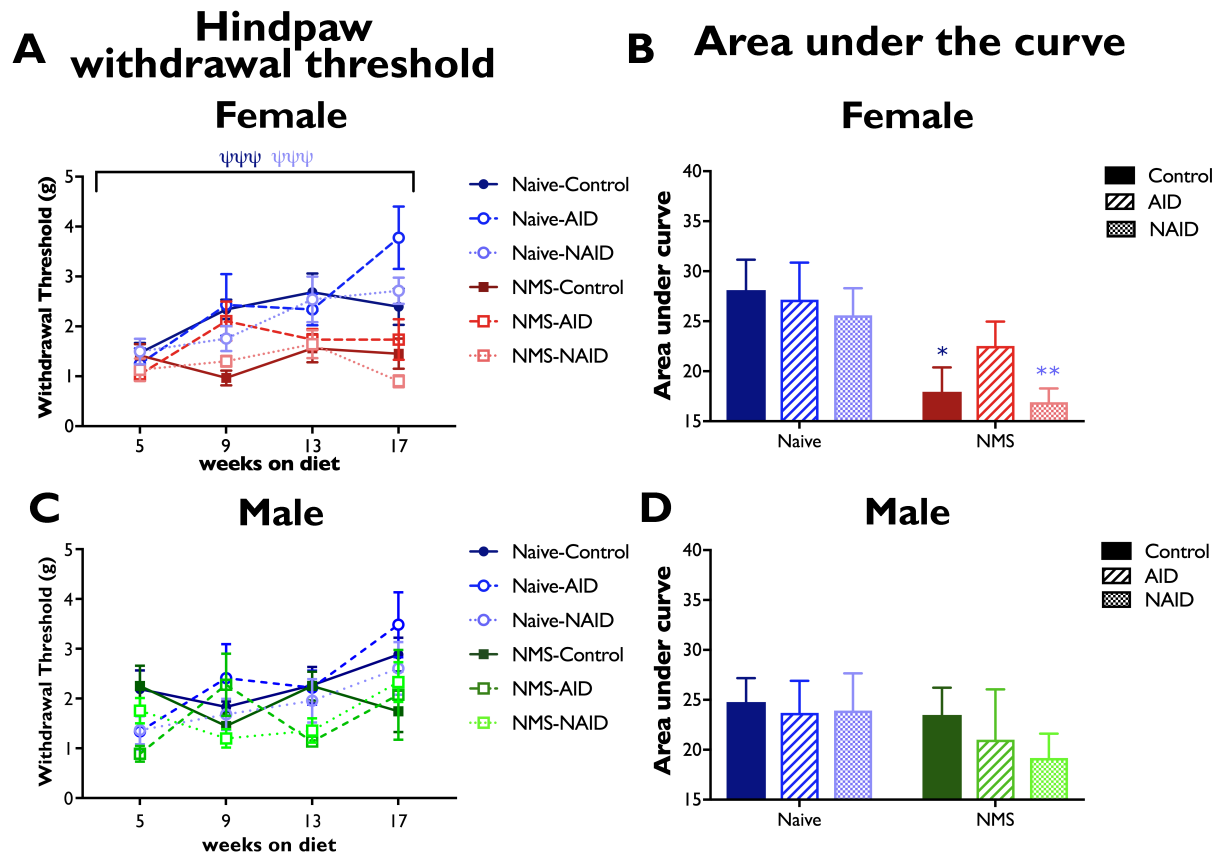 A
Hindpaw
withdrawal threshold
Female
ψψψ ψψψ
Withdrawal Threshold (g)
5
4
3
2
1
0
5 9 13 17
weeks on diet
Naive-Control
Naive-AID
Naive-NAID
NMS-Control
NMS-AID
NMS-NAID
B
Area under the curve
Female
Area under curve
40
35
30
25
20
15
*
**
Naive NMS
Control
AID
NAID
C
Male
Withdrawal Threshold (g)
5
4
3
2
1
0
5 9 13 17
weeks on diet
Naive-Control
Naive-AID
Naive-NAID
NMS-Control
NMS-AID
NMS-NAID
D
Male
Area under curve
40
35
30
25
20
15
Naive NMS
Control
AID
NAID